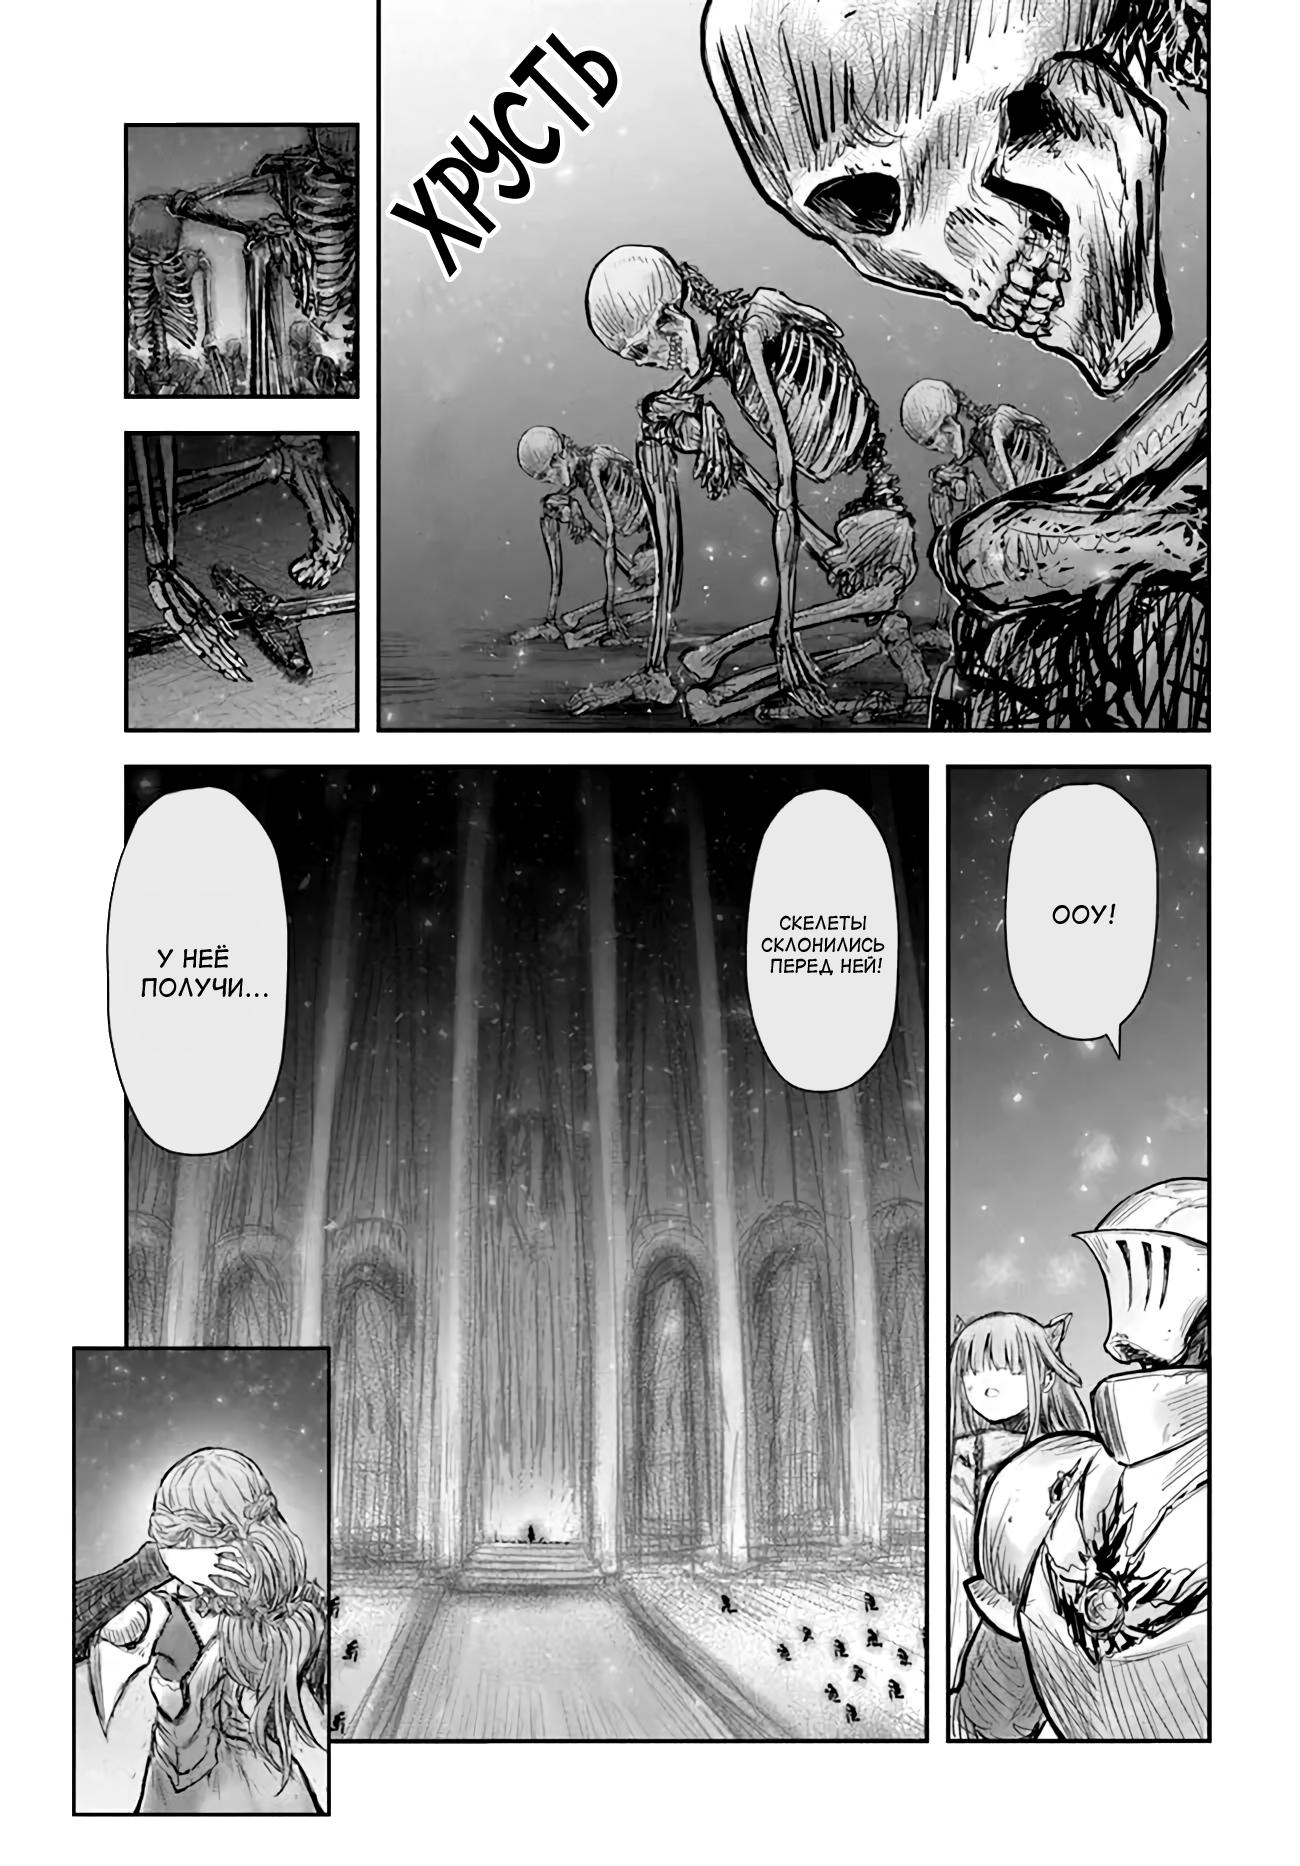 ХРУСТЬ
ООУ!
СКЕЛЕТЫ
СКЛОНИЛИСЬ
ПЕРЕД НЕЙ!
У НЕЁ
ПОЛУЧИ...